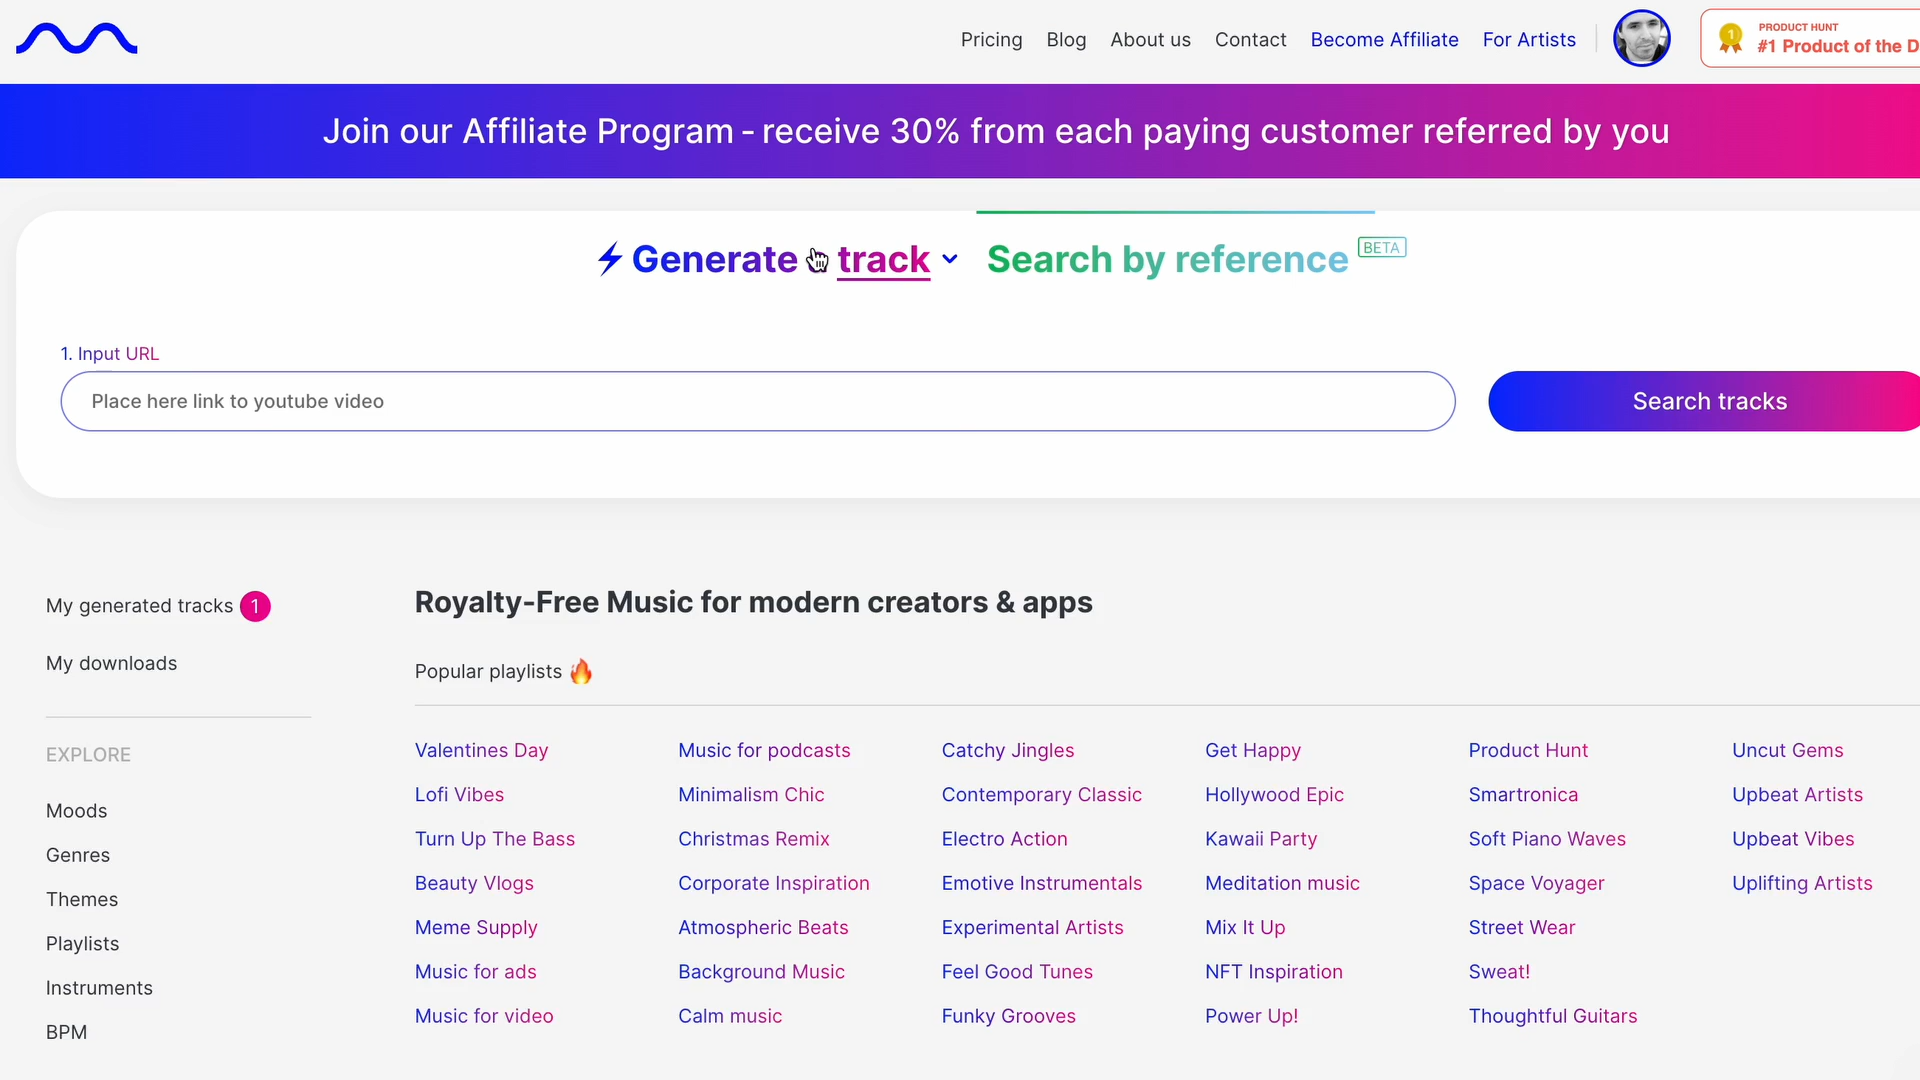 Pricing Blog About us Contact Become Affiliate For Artists
1 PRODUCT HUNT
#1 Product of the D
Join our Affiliate Program - receive 30% from each paying customer referred by you
Generate track Search by reference BETA
1. Input URL
Place here link to youtube video
Search tracks
My generated tracks 1
My downloads
EXPLORE
Moods
Genres
Themes
Playlists
Instruments
BPM
Royalty-Free Music for modern creators & apps
Popular playlists
Valentines Day Music for podcasts Catchy Jingles Get Happy Product Hunt Uncut Gems
Lofi Vibes Minimalism Chic Contemporary Classic Hollywood Epic Smartronica Upbeat Artists
Turn Up The Bass Christmas Remix Electro Action Kawaii Party Soft Piano Waves Upbeat Vibes
Beauty Vlogs Corporate Inspiration Emotive Instrumentals Meditation music Space Voyager Uplifting Artists
Meme Supply Atmospheric Beats Experimental Artists Mix It Up Street Wear
Music for ads Background Music Feel Good Tunes NFT Inspiration Sweat!
Music for video Calm music Funky Grooves Power Up! Thoughtful Guitars